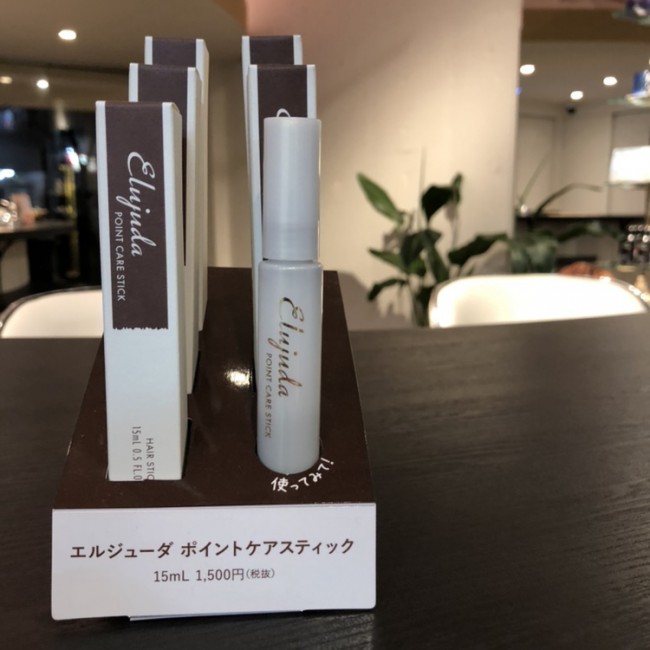 Elujuda
POINT CARE STICK
HAIR STIC
15mL 0.5 FL.O
Elujuda
POINT CARE STICK
使ってみて!
エルジューダ ポイントケアスティック
15mL 1,500円(税抜)